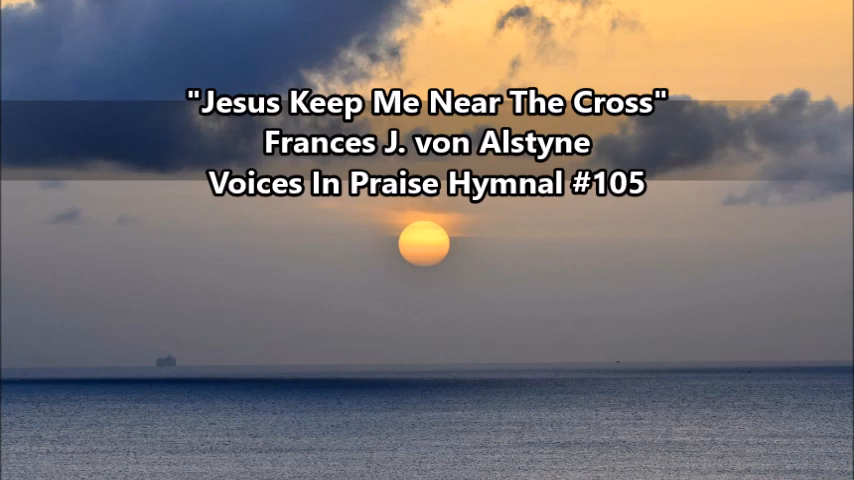 "Jesus Keep Me Near The Cross"
Frances J. von Alstyne
Voices In Praise Hymnal #105